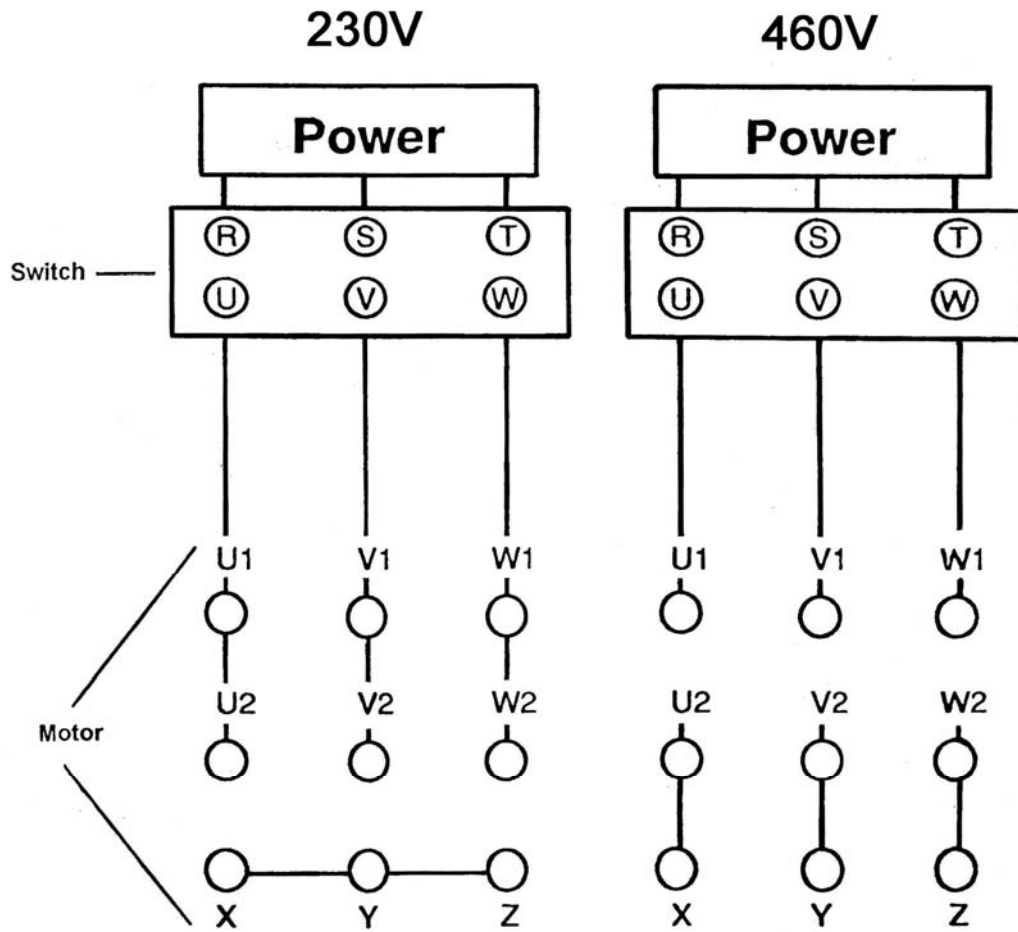 230V 460V
Power Power
R S T R S T
Switch
U V W U V W
U1 V1 W1 U1 V1 W1
U2 V2 W2 U2 V2 W2
Motor
X Y Z X Y Z